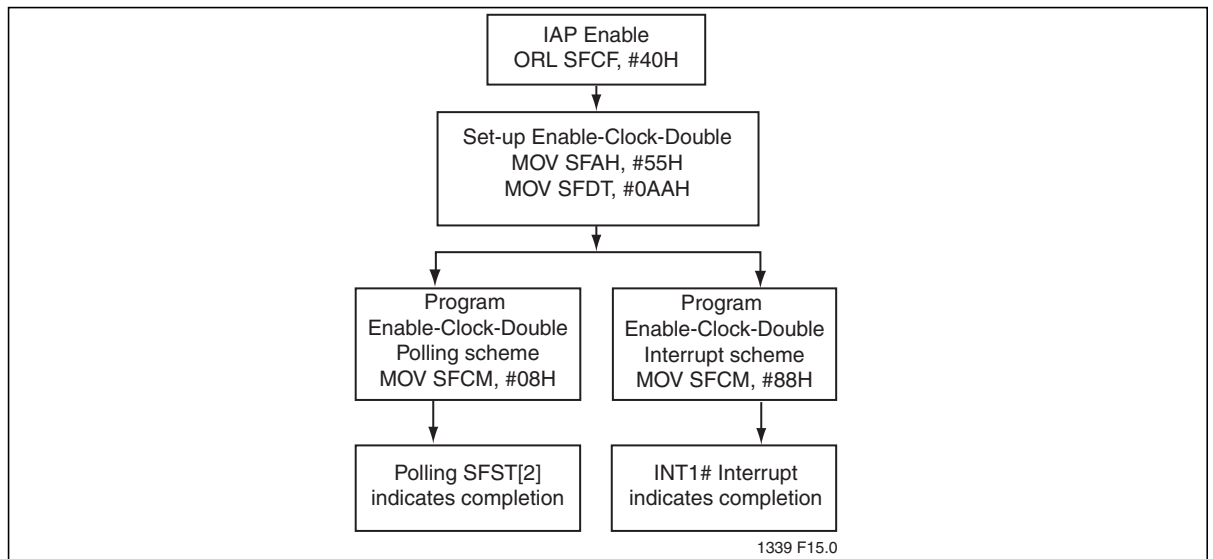 IAP Enable
ORL SFCF, #40H
Set-up Enable-Clock-Double
MOV SFAH, #55H
MOV SFDT, #0AAH
Program
Enable-Clock-Double
Polling scheme
MOV SFCM, #08H
Program
Enable-Clock-Double
Interrupt scheme
MOV SFCM, #88H
Polling SFST[2]
indicates completion
INT1# Interrupt
indicates completion
1339 F15.0